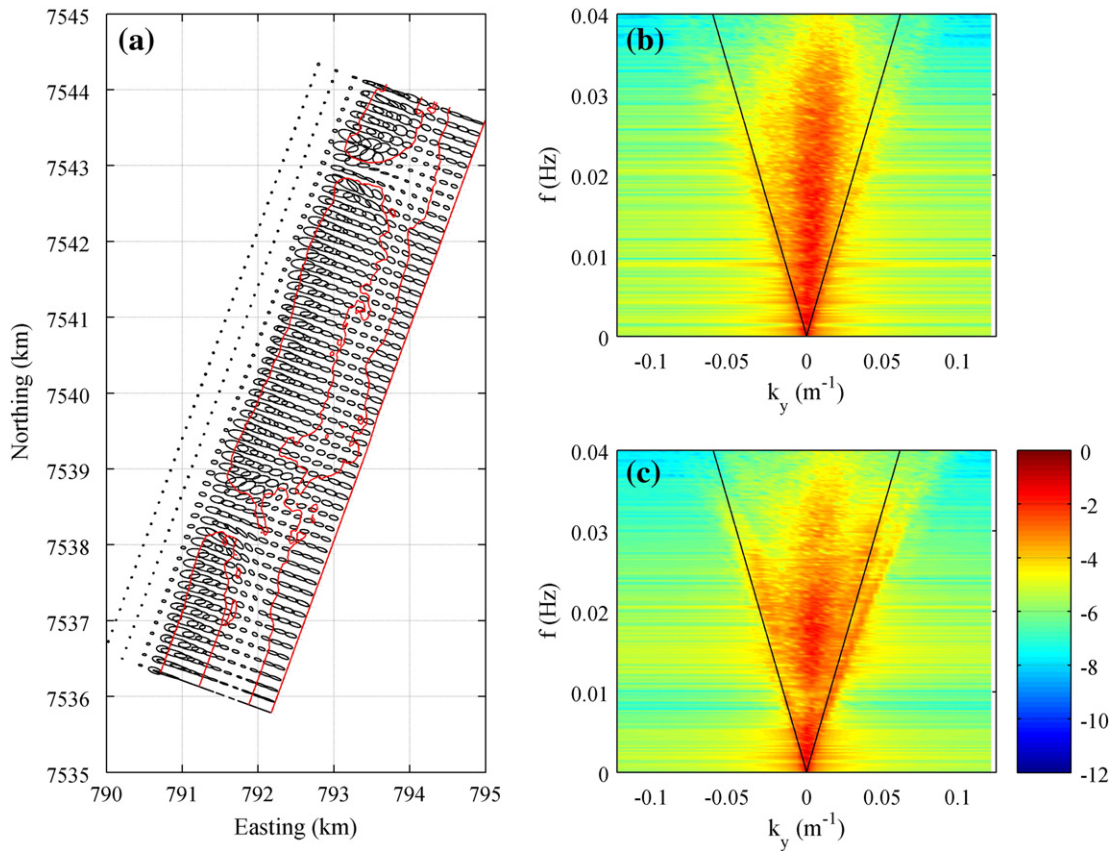 (a)
7545
7544
7543
7542
7541
7540
7539
7538
7537
7536
7535
Northing (km)
790 791 792 793 794 795
Easting (km)
(b)
0.04
0.03
0.02
0.01
0
f (Hz)
-0.1 -0.05 0 0.05 0.1
k_y (m^-1)
(c)
0.04
0.03
0.02
0.01
0
f (Hz)
-0.1 -0.05 0 0.05 0.1
k_y (m^-1)
0
-2
-4
-6
-8
-10
-12